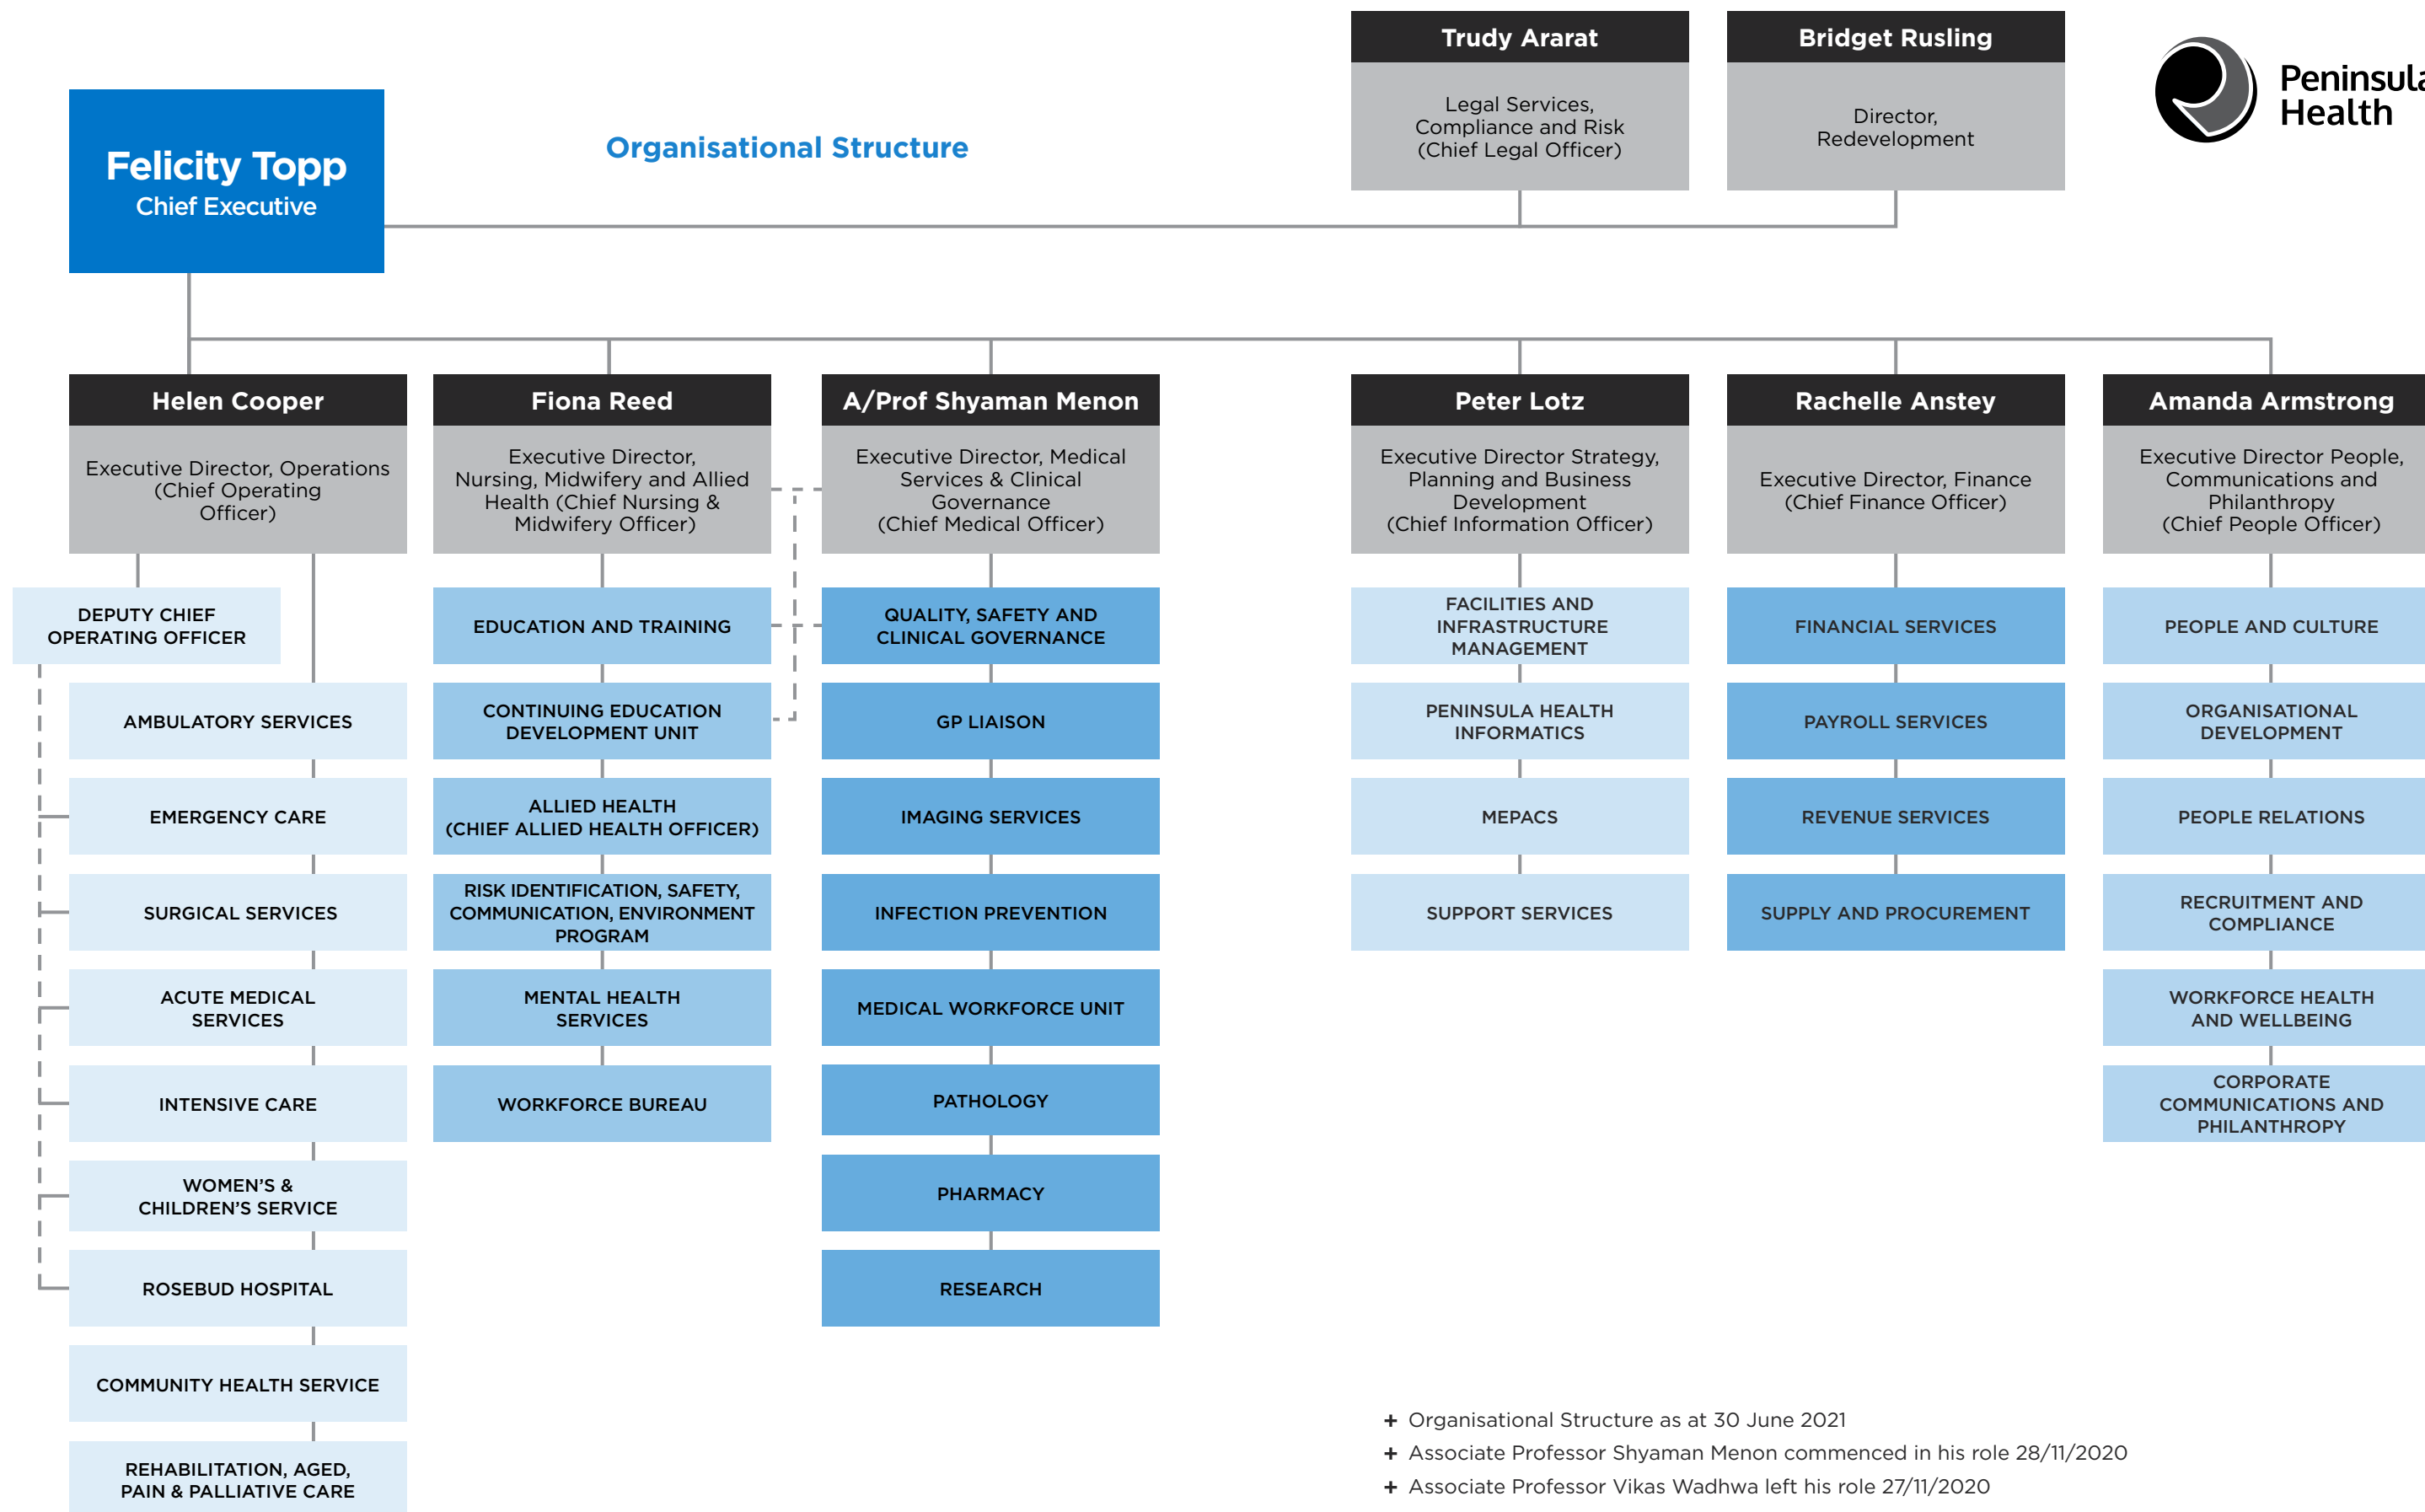 Trudy Ararat
Legal Services,
Compliance and Risk
(Chief Legal Officer)
Bridget Rusling
Director,
Redevelopment
Peninsula
Health
Felicity Topp
Chief Executive
Organisational Structure
Helen Cooper
Executive Director, Operations
(Chief Operating
Officer)
DEPUTY CHIEF
OPERATING OFFICER
AMBULATORY SERVICES
EMERGENCY CARE
SURGICAL SERVICES
ACUTE MEDICAL
SERVICES
INTENSIVE CARE
WOMEN'S &
CHILDREN'S SERVICE
ROSEBUD HOSPITAL
COMMUNITY HEALTH SERVICE
REHABILITATION, AGED,
PAIN & PALLIATIVE CARE
Fiona Reed
Executive Director,
Nursing, Midwifery and Allied
Health (Chief Nursing &
Midwifery Officer)
EDUCATION AND TRAINING
CONTINUING EDUCATION
DEVELOPMENT UNIT
ALLIED HEALTH
(CHIEF ALLIED HEALTH OFFICER)
RISK IDENTIFICATION, SAFETY,
COMMUNICATION, ENVIRONMENT
PROGRAM
MENTAL HEALTH
SERVICES
WORKFORCE BUREAU
A/Prof Shyaman Menon
Executive Director, Medical
Services & Clinical
Governance
(Chief Medical Officer)
QUALITY, SAFETY AND
CLINICAL GOVERNANCE
GP LIAISON
IMAGING SERVICES
INFECTION PREVENTION
MEDICAL WORKFORCE UNIT
PATHOLOGY
PHARMACY
RESEARCH
Peter Lotz
Executive Director Strategy,
Planning and Business
Development
(Chief Information Officer)
FACILITIES AND
INFRASTRUCTURE
MANAGEMENT
PENINSULA HEALTH
INFORMATICS
MEPACS
SUPPORT SERVICES
Rachelle Anstey
Executive Director, Finance
(Chief Finance Officer)
FINANCIAL SERVICES
PAYROLL SERVICES
REVENUE SERVICES
SUPPLY AND PROCUREMENT
Amanda Armstrong
Executive Director People,
Communications and
Philanthropy
(Chief People Officer)
PEOPLE AND CULTURE
ORGANISATIONAL
DEVELOPMENT
PEOPLE RELATIONS
RECRUITMENT AND
COMPLIANCE
WORKFORCE HEALTH
AND WELLBEING
CORPORATE
COMMUNICATIONS AND
PHILANTHROPY
+ Organisational Structure as at 30 June 2021
+ Associate Professor Shyaman Menon commenced in his role 28/11/2020
+ Associate Professor Vikas Wadhwa left his role 27/11/2020